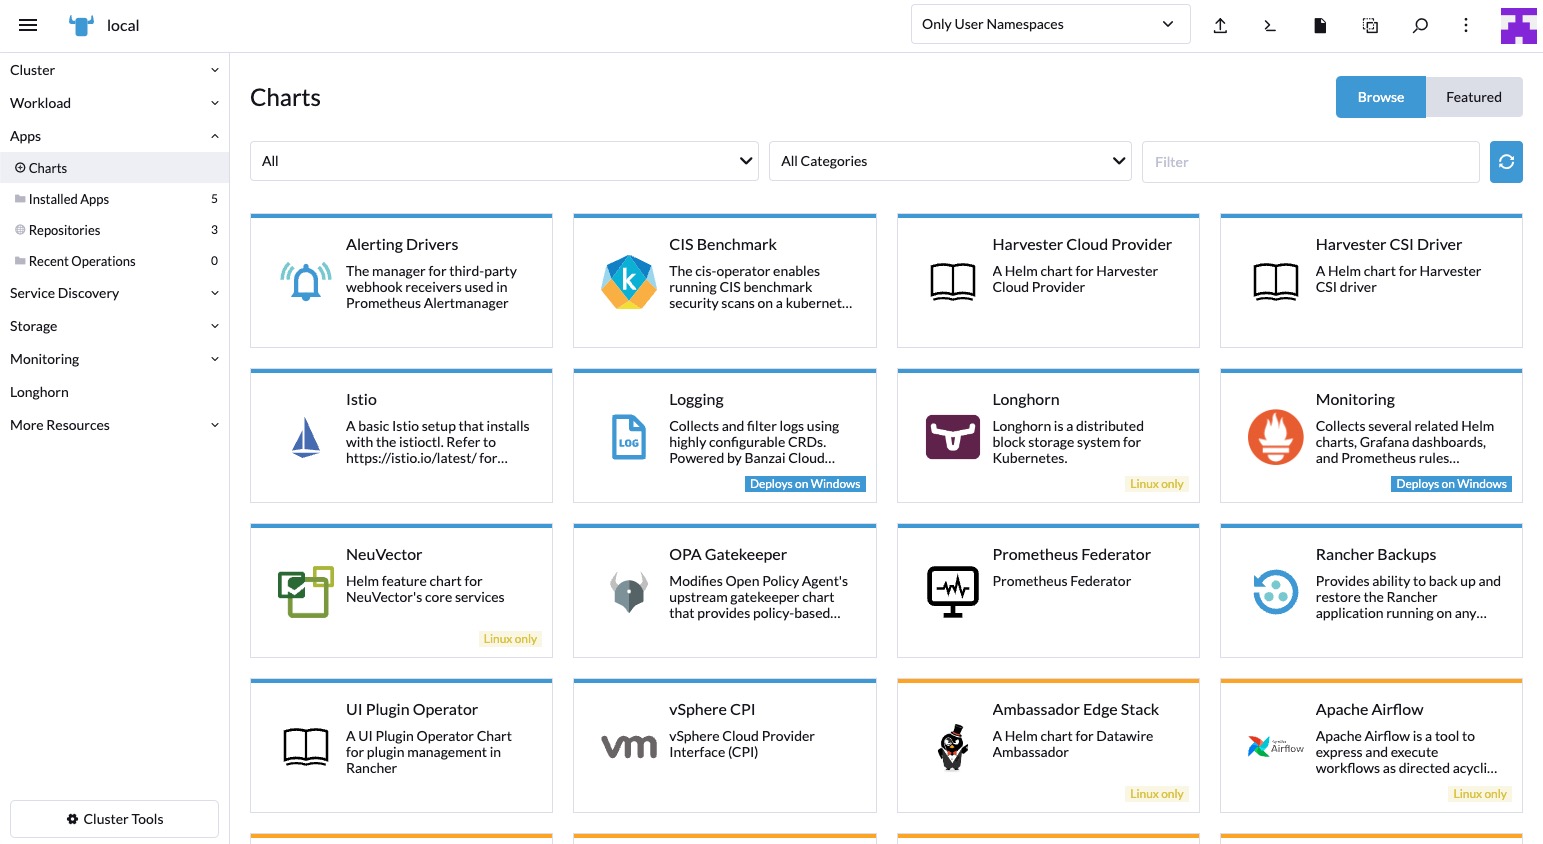 local
Only User Namespaces
Cluster
Workload
Apps
Charts
Installed Apps 5
Repositories 3
Recent Operations 0
Service Discovery
Storage
Monitoring
Longhorn
More Resources
Cluster Tools
Charts
Browse
Featured
All
All Categories
Filter
Alerting Drivers
The manager for third-party
webhook receivers used in
Prometheus Alertmanager
CIS Benchmark
The cis-operator enables
running CIS benchmark
security scans on a kubernet...
Harvester Cloud Provider
A Helm chart for Harvester
Cloud Provider
Harvester CSI Driver
A Helm chart for Harvester
CSI driver
Istio
A basic Istio setup that installs
with the istioctl. Refer to
https://istio.io/latest/ for...
LOG
Logging
Collects and filter logs using
highly configurable CRDs.
Powered by Banzai Cloud...
Deploys on Windows
Longhorn
Longhorn is a distributed
block storage system for
Kubernetes.
Linux only
Monitoring
Collects several related Helm
charts, Grafana dashboards,
and Prometheus rules...
Deploys on Windows
NeuVector
Helm feature chart for
NeuVector's core services
Linux only
OPA Gatekeeper
Modifies Open Policy Agent's
upstream gatekeeper chart
that provides policy-based...
Prometheus Federator
Prometheus Federator
Rancher Backups
Provides ability to back up and
restore the Rancher
application running on any...
UI Plugin Operator
A UI Plugin Operator Chart
for plugin management in
Rancher
vm
vSphere CPI
vSphere Cloud Provider
Interface (CPI)
Ambassador Edge Stack
A Helm chart for Datawire
Ambassador
Linux only
Airflow
Apache Airflow
Apache Airflow is a tool to
express and execute
workflows as directed acycli...
Linux only